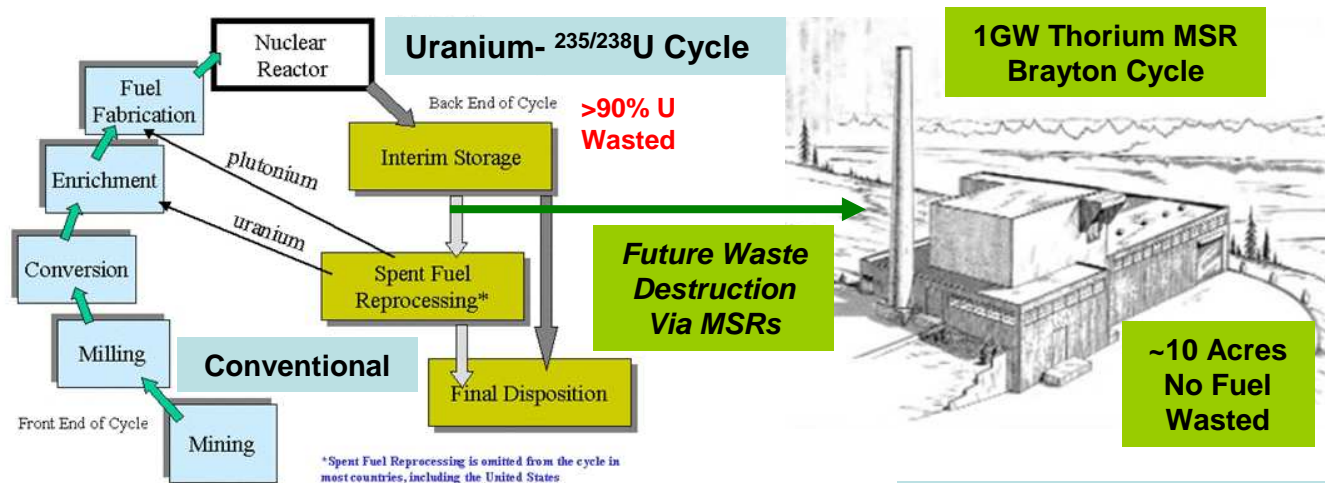 Nuclear
Reactor
Uranium- 235/238U Cycle
1GW Thorium MSR
Brayton Cycle
Fuel
Fabrication
Back End of Cycle
>90% U
Wasted
Interim Storage
plutonium
Enrichment
uranium
Conversion
Spent Fuel
Reprocessing*
Future Waste
Destruction
Via MSRs
Milling
Conventional
Final Disposition
~10 Acres
No Fuel
Wasted
Front End of Cycle
Mining
*Spent Fuel Reprocessing is omitted from the cycle in
most countries, including the United States